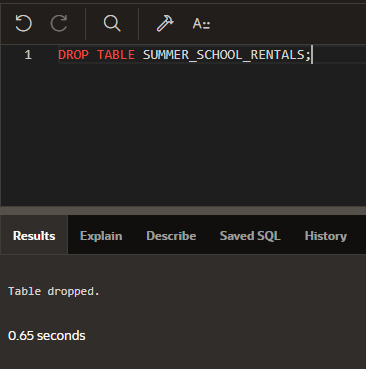 A
1 DROP TABLE SUMMER_SCHOOL_RENTALS;
Results Explain Describe Saved SQL History
Table dropped.
0.65 seconds